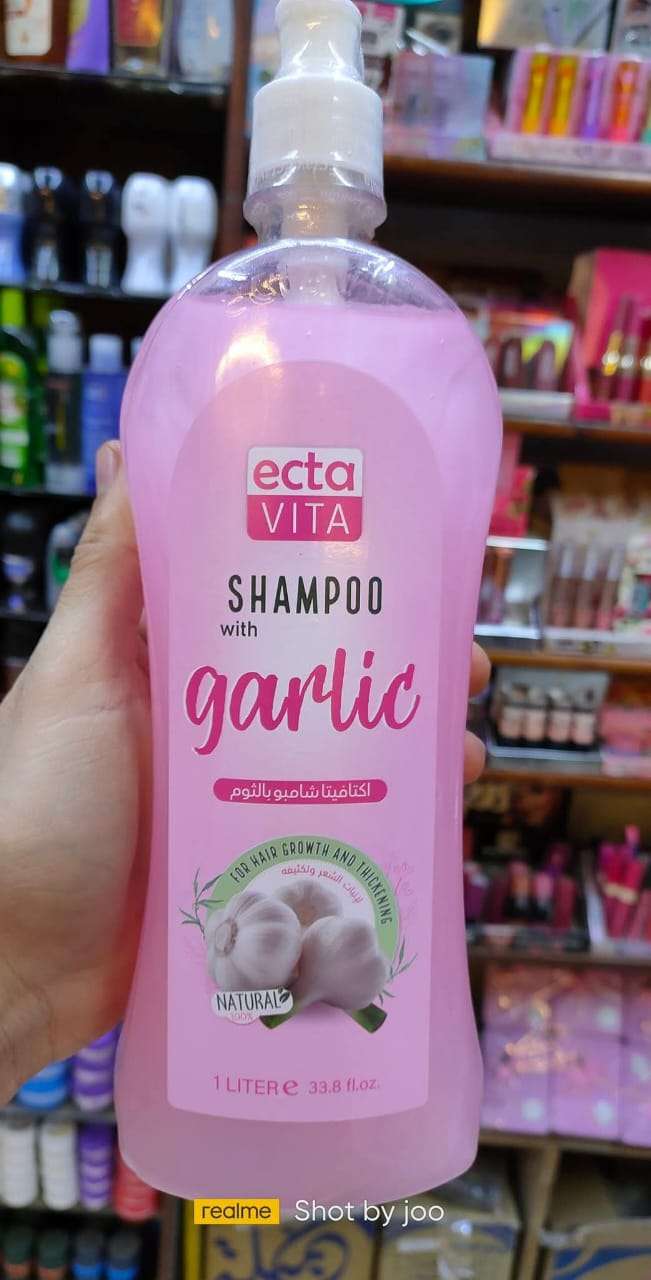 ecta
VITA
SHAMPOO
with
garlic
اكتافيتا شامبو بالثوم
FOR HAIR GROWTH AND THICKENING
لإنبات الشعر وتكثيفه
NATURAL
100%
1 LITER e 33.8 fl.oz.
realme Shot by joo